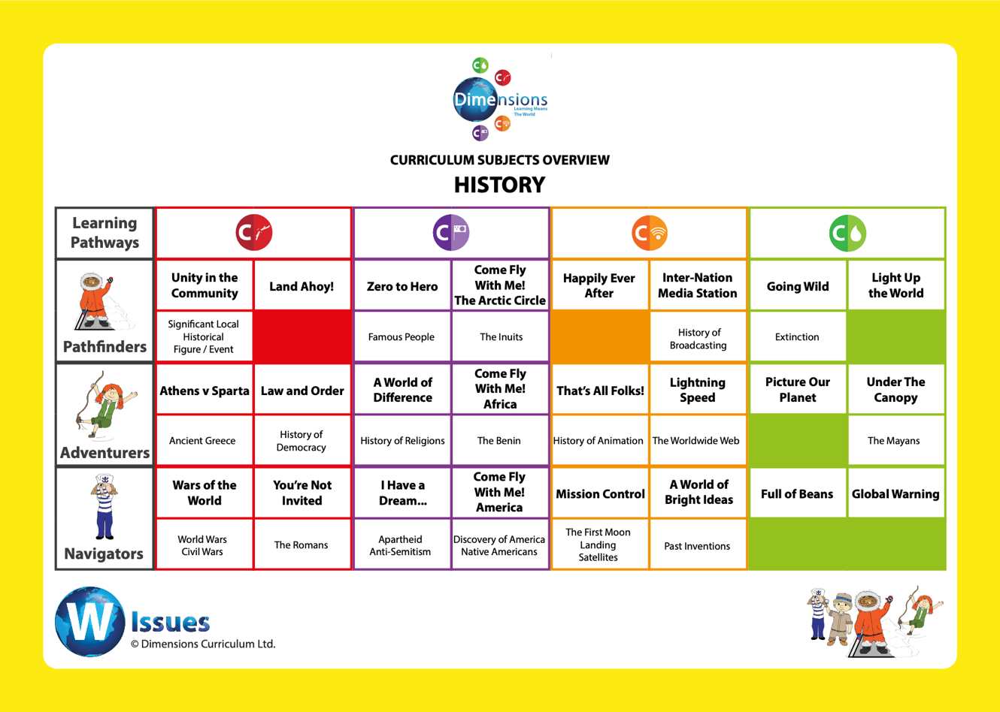 Dimensions
Learning Means
The World
CURRICULUM SUBJECTS OVERVIEW
HISTORY
Learning
Pathways
C
C
C
C
Pathfinders
Unity in the
Community
Land Ahoy!
Zero to Hero
Come Fly
With Me!
The Arctic Circle
Happily Ever
After
Inter-Nation
Media Station
Going Wild
Light Up
the World
Significant Local
Historical
Figure / Event
Famous People
The Inuits
History of
Broadcasting
Extinction
Adventurers
Athens v Sparta
Law and Order
A World of
Difference
Come Fly
With Me!
Africa
That's All Folks!
Lightning
Speed
Picture Our
Planet
Under The
Canopy
Ancient Greece
History of
Democracy
History of Religions
The Benin
History of Animation
The Worldwide Web
The Mayans
Navigators
Wars of the
World
You're Not
Invited
I Have a
Dream...
Come Fly
With Me!
America
Mission Control
A World of
Bright Ideas
Full of Beans
Global Warning
World Wars
Civil Wars
The Romans
Apartheid
Anti-Semitism
Discovery of America
Native Americans
The First Moon
Landing
Satellites
Past Inventions
W Issues
© Dimensions Curriculum Ltd.